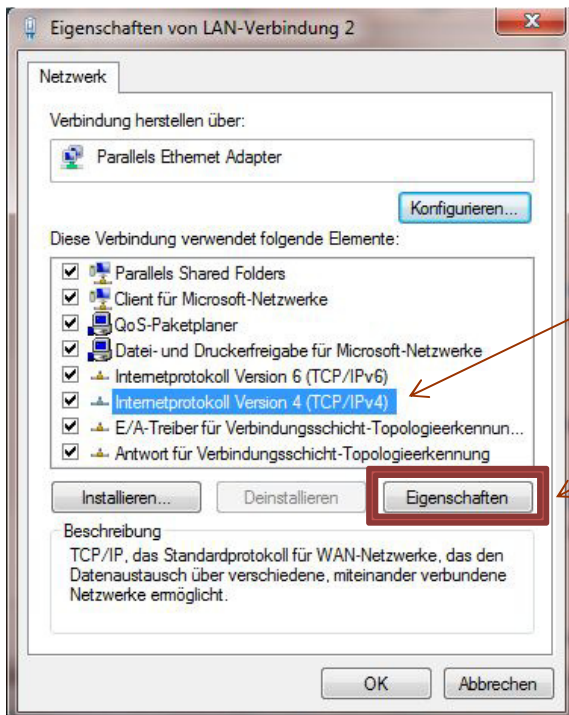 Eigenschaften von LAN-Verbindung 2
Netzwerk
Verbindung herstellen über:
Parallels Ethernet Adapter
Konfigurieren...
Diese Verbindung verwendet folgende Elemente:
Parallels Shared Folders
Client für Microsoft-Netzwerke
QoS-Paketplaner
Datei- und Druckerfreigabe für Microsoft-Netzwerke
Internetprotokoll Version 6 (TCP/IPv6)
Internetprotokoll Version 4 (TCP/IPv4)
E/A-Treiber für Verbindungsschicht-Topologieerkennun...
Antwort für Verbindungsschicht-Topologieerkennung
Installieren... Deinstallieren Eigenschaften
Beschreibung
TCP/IP, das Standardprotokoll für WAN-Netzwerke, das den
Datenaustausch über verschiedene, miteinander verbundene
Netzwerke ermöglicht.
OK Abbrechen